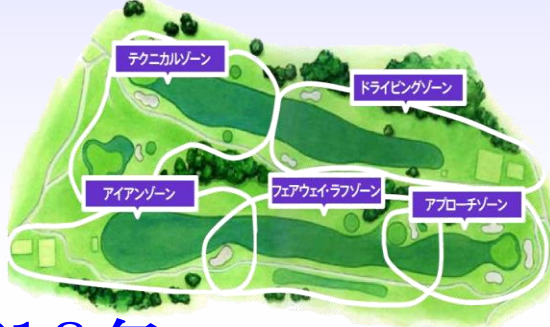 テクニカルゾーン
ドライビングゾーン
アイアンゾーン
フェアウェイ・ラフゾーン
アプローチゾーン